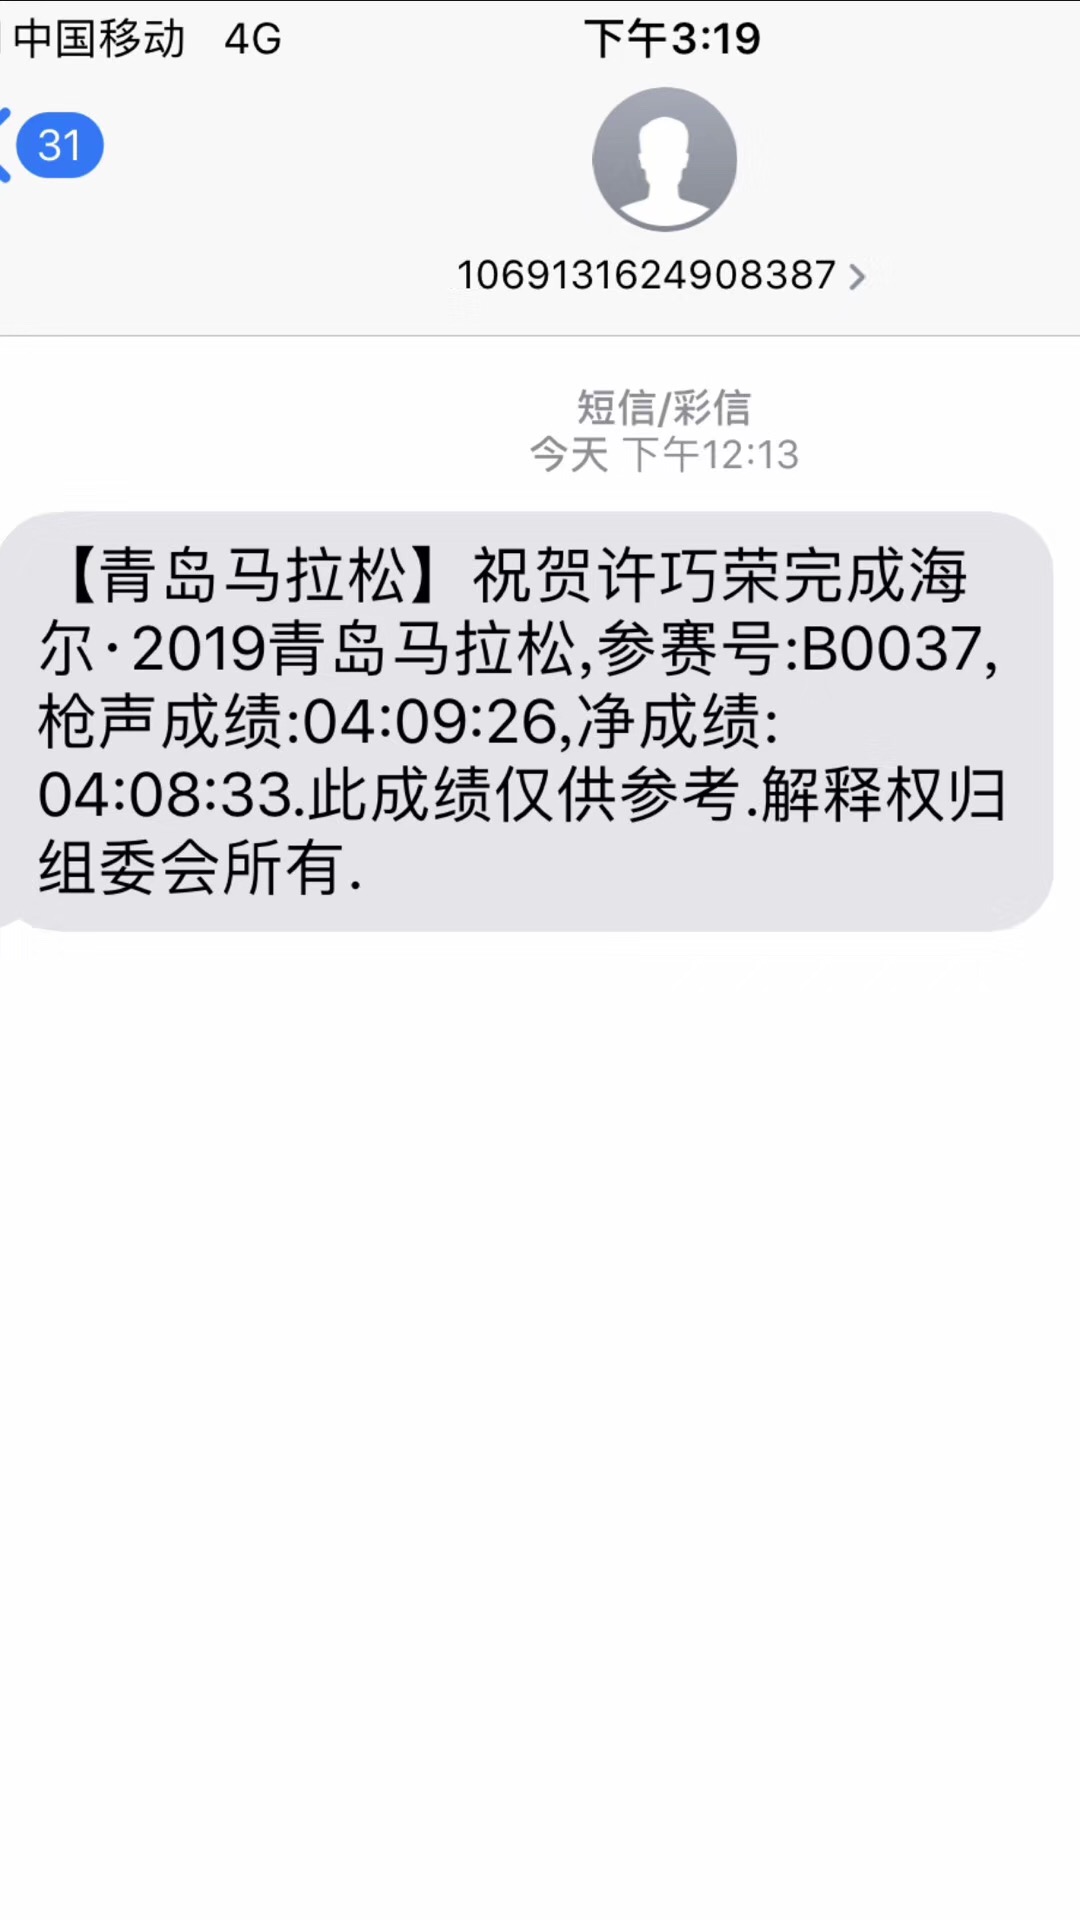 中国移动 4G 下午3:19
31
1069131624908387
短信/彩信
今天 下午12:13
【青岛马拉松】祝贺许巧荣完成海
尔·2019青岛马拉松,参赛号:B0037,
枪声成绩:04:09:26,净成绩:
04:08:33.此成绩仅供参考.解释权归
组委会所有.